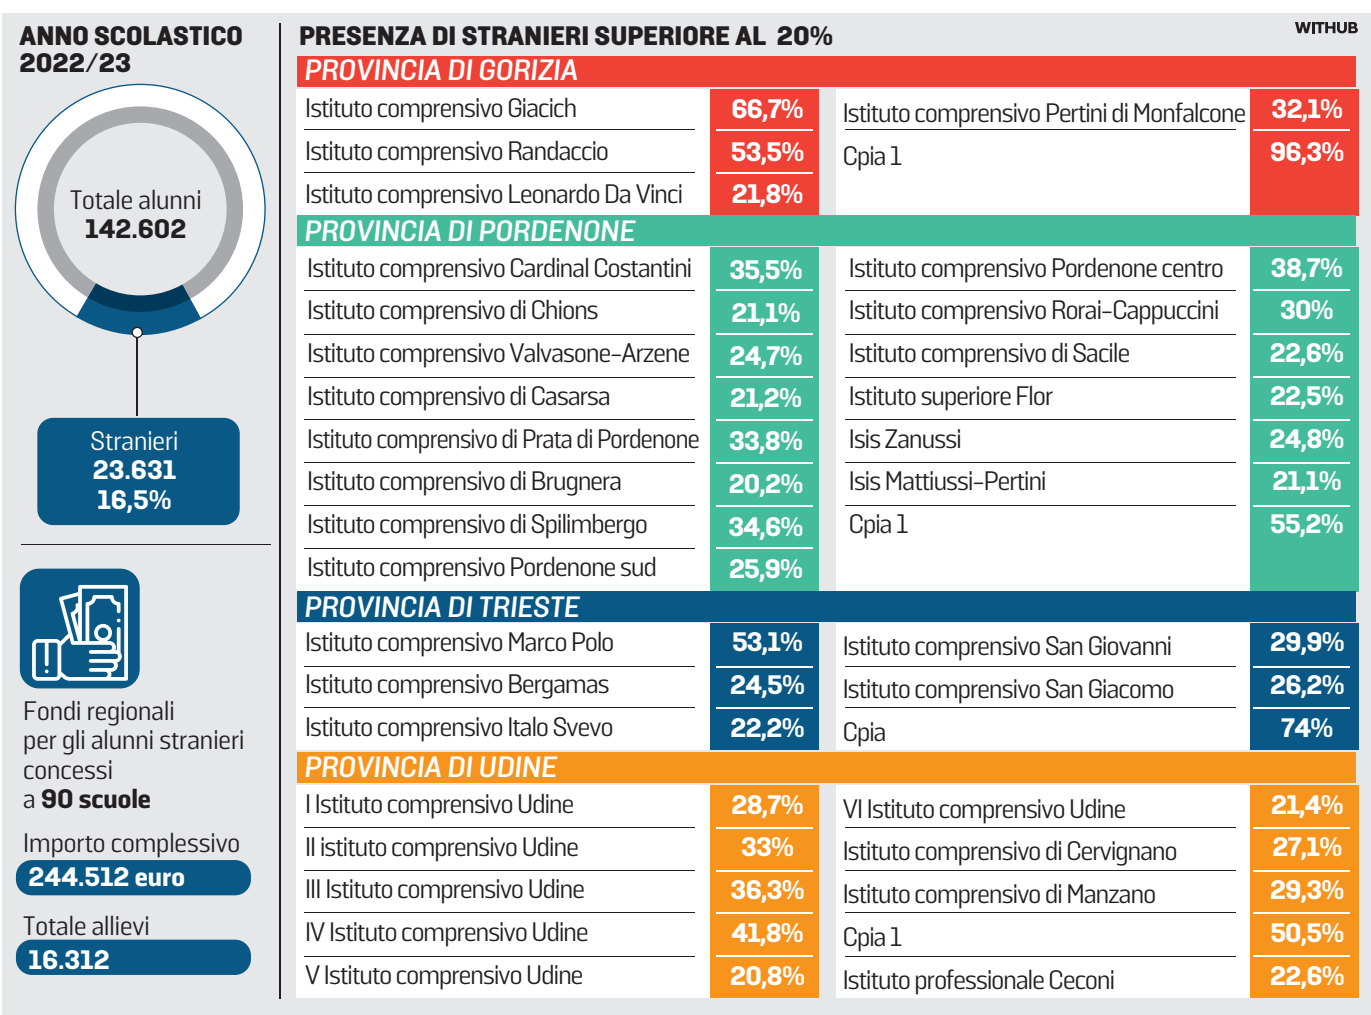 ANNO SCOLASTICO
2022/23
Totale alunni
142.602
Stranieri
23.631
16,5%
Fondi regionali
per gli alunni stranieri
concessi
a 90 scuole
Importo complessivo
244.512 euro
Totale allievi
16.312
PRESENZA DI STRANIERI SUPERIORE AL 20%
WITHUB
PROVINCIA DI GORIZIA
Istituto comprensivo Giacich 66,7%
Istituto comprensivo Randaccio 53,5%
Istituto comprensivo Leonardo Da Vinci 21,8%
Istituto comprensivo Pertini di Monfalcone 32,1%
Cpia 1 96,3%
PROVINCIA DI PORDENONE
Istituto comprensivo Cardinal Costantini 35,5%
Istituto comprensivo di Chions 21,1%
Istituto comprensivo Valvasone-Arzene 24,7%
Istituto comprensivo di Casarsa 21,2%
Istituto comprensivo di Prata di Pordenone 33,8%
Istituto comprensivo di Brugnera 20,2%
Istituto comprensivo di Spilimbergo 34,6%
Istituto comprensivo Pordenone sud 25,9%
Istituto comprensivo Pordenone centro 38,7%
Istituto comprensivo Rorai-Cappuccini 30%
Istituto comprensivo di Sacile 22,6%
Istituto superiore Flor 22,5%
Isis Zanussi 24,8%
Isis Mattiussi-Pertini 21,1%
Cpia 1 55,2%
PROVINCIA DI TRIESTE
Istituto comprensivo Marco Polo 53,1%
Istituto comprensivo Bergamas 24,5%
Istituto comprensivo Italo Svevo 22,2%
Istituto comprensivo San Giovanni 29,9%
Istituto comprensivo San Giacomo 26,2%
Cpia 74%
PROVINCIA DI UDINE
I Istituto comprensivo Udine 28,7%
II istituto comprensivo Udine 33%
III Istituto comprensivo Udine 36,3%
IV Istituto comprensivo Udine 41,8%
V Istituto comprensivo Udine 20,8%
VI Istituto comprensivo Udine 21,4%
Istituto comprensivo di Cervignano 27,1%
Istituto comprensivo di Manzano 29,3%
Cpia 1 50,5%
Istituto professionale Ceconi 22,6%